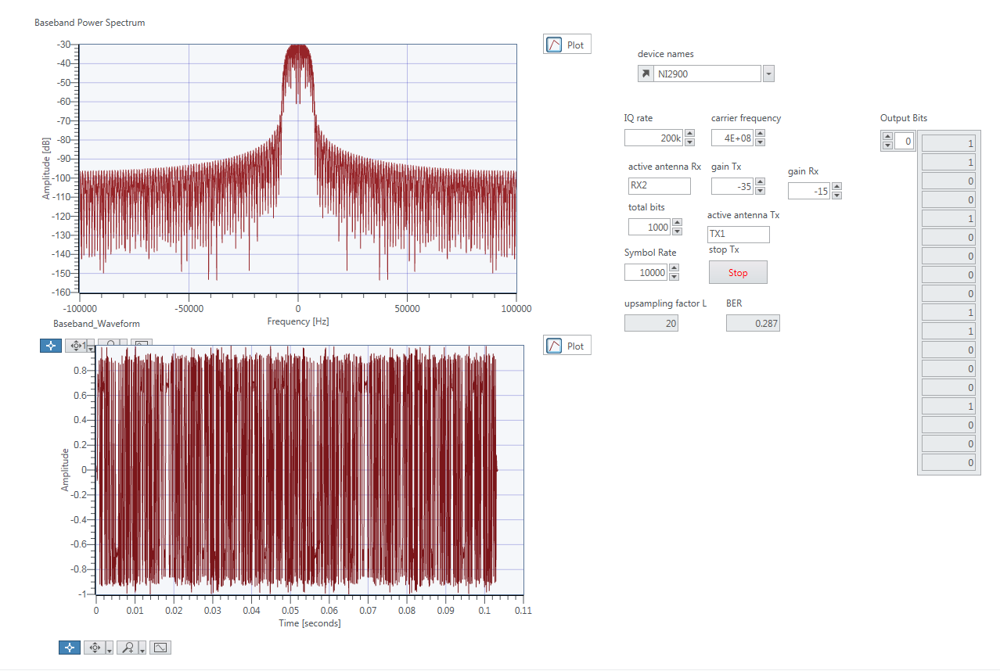 Baseband Power Spectrum
Plot
-30
-40
-50
-60
-70
-80
-90
-100
-110
-120
-130
-140
-150
-160
Amplitude [dB]
-100000 -50000 0 50000 100000
Frequency [Hz]
device names
NI2900
IQ rate carrier frequency
200k 4E+08
active antenna Rx gain Tx gain Rx
RX2 -35 -15
total bits active antenna Tx
1000 TX1
Symbol Rate stop Tx
10000 Stop
upsampling factor L BER
20 0.287
Output Bits
0
1
1
0
0
1
0
0
0
0
1
1
0
0
0
1
0
0
0
Baseband_Waveform
Plot
1
0.8
0.6
0.4
0.2
0
-0.2
-0.4
-0.6
-0.8
-1
Amplitude
0 0.01 0.02 0.03 0.04 0.05 0.06 0.07 0.08 0.09 0.1 0.11
Time [seconds]